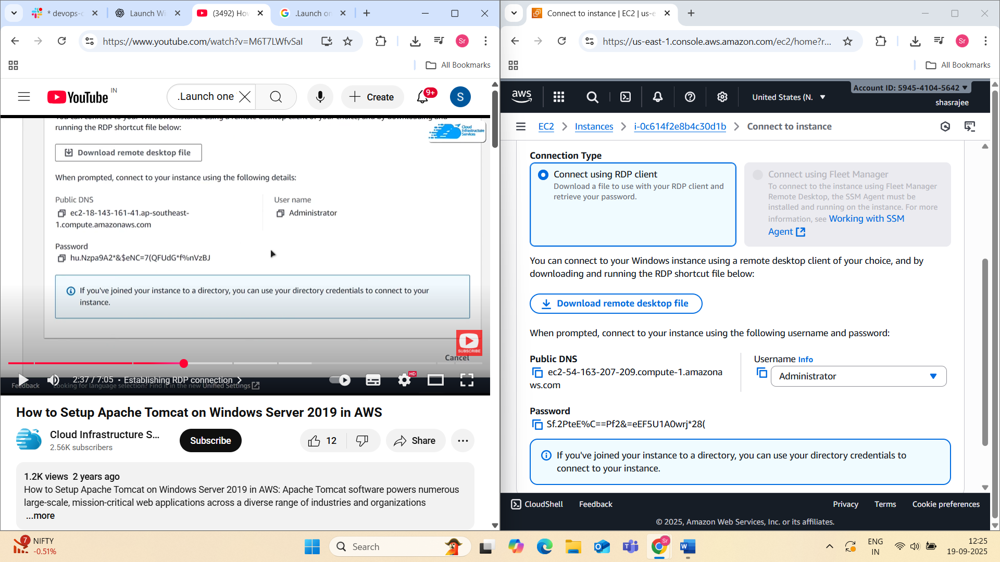 * devops-c
Launch Wi
(3492) Hov
.Launch on
https://www.youtube.com/watch?v=M6T7LWfvSaI
Sr
All Bookmarks
YouTube
IN
.Launch one
Create
9+
S
running the RDP shortcut file below:
Cloud
Infrastructure
Services
Download remote desktop file
When prompted, connect to your instance using the following details:
Public DNS
User name
ec2-18-143-161-41.ap-southeast-
Administrator
1.compute.amazonaws.com
Password
hu.Nzpa9A2*&$eNC=7(QFUdG*f%nVzBJ
If you've joined your instance to a directory, you can use your directory credentials to connect to your
instance.
SUBSCRIBE
Cancel
2:37 / 7:05 • Establishing RDP connection
HD
Feedback
Looking for language selection? Find it in the new Unified Settings
How to Setup Apache Tomcat on Windows Server 2019 in AWS
Cloud Infrastructure S...
2.56K subscribers
Subscribe
12
Share
1.2K views 2 years ago
How to Setup Apache Tomcat on Windows Server 2019 in AWS: Apache Tomcat software powers numerous
large-scale, mission-critical web applications across a diverse range of industries and organizations
...more
Connect to instance | EC2 | us-e
https://us-east-1.console.aws.amazon.com/ec2/home?r...
Sr
All Bookmarks
aws
United States (N.
Account ID: 5945-4104-5642
shasrajee
EC2
Instances
i-0c614f2e8b4c30d1b
Connect to instance
Connection Type
Connect using RDP client
Download a file to use with your RDP client and
retrieve your password.
Connect using Fleet Manager
To connect to the instance using Fleet Manager
Remote Desktop, the SSM Agent must be
installed and running on the instance. For more
information, see Working with SSM
Agent
You can connect to your Windows instance using a remote desktop client of your choice, and by
downloading and running the RDP shortcut file below:
Download remote desktop file
When prompted, connect to your instance using the following username and password:
Public DNS
ec2-54-163-207-209.compute-1.amazona
ws.com
Username Info
Administrator
Password
Sf.2PteE%C==Pf2&=eEF5U1A0wrj*28(
If you've joined your instance to a directory, you can use your directory credentials to
connect to your instance.
CloudShell
Feedback
Privacy
Terms
Cookie preferences
© 2025, Amazon Web Services, Inc. or its affiliates.
7
NIFTY
-0.51%
Search
Sr
ENG
IN
12:25
19-09-2025